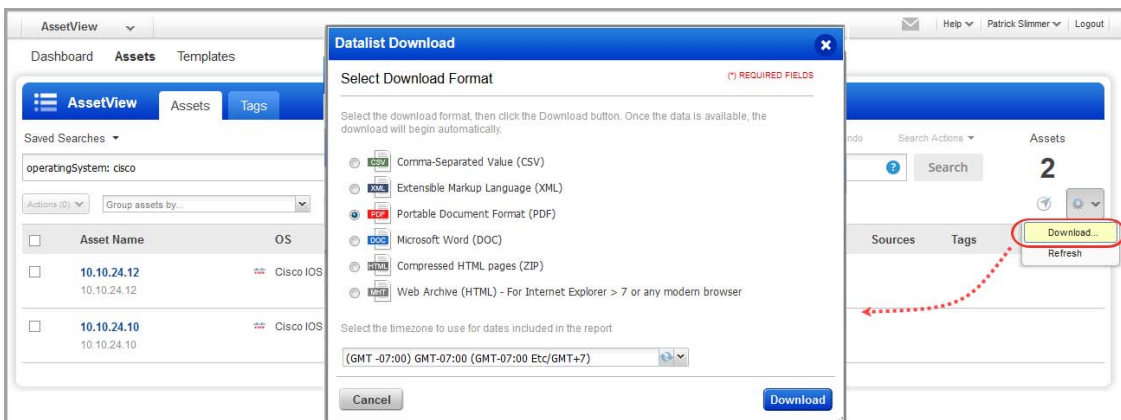 AssetView
Help
Patrick Slimmer
Logout
Dashboard Assets Templates
AssetView Assets Tags
Saved Searches
Search Actions
Assets
operatingSystem: cisco
Search
2
Actions (0)
Group assets by...
Download...
Refresh
Asset Name OS Sources Tags
10.10.24.12 Cisco IOS
10.10.24.12
10.10.24.10 Cisco IOS
10.10.24.10
Datalist Download
Select Download Format (*) REQUIRED FIELDS
Select the download format, then click the Download button. Once the data is available, the
download will begin automatically.
CSV Comma-Separated Value (CSV)
XML Extensible Markup Language (XML)
PDF Portable Document Format (PDF)
DOC Microsoft Word (DOC)
HTML Compressed HTML pages (ZIP)
MHT Web Archive (HTML) - For Internet Explorer > 7 or any modern browser
Select the timezone to use for dates included in the report
(GMT -07:00) GMT-07:00 (GMT-07:00 Etc/GMT+7)
Cancel Download